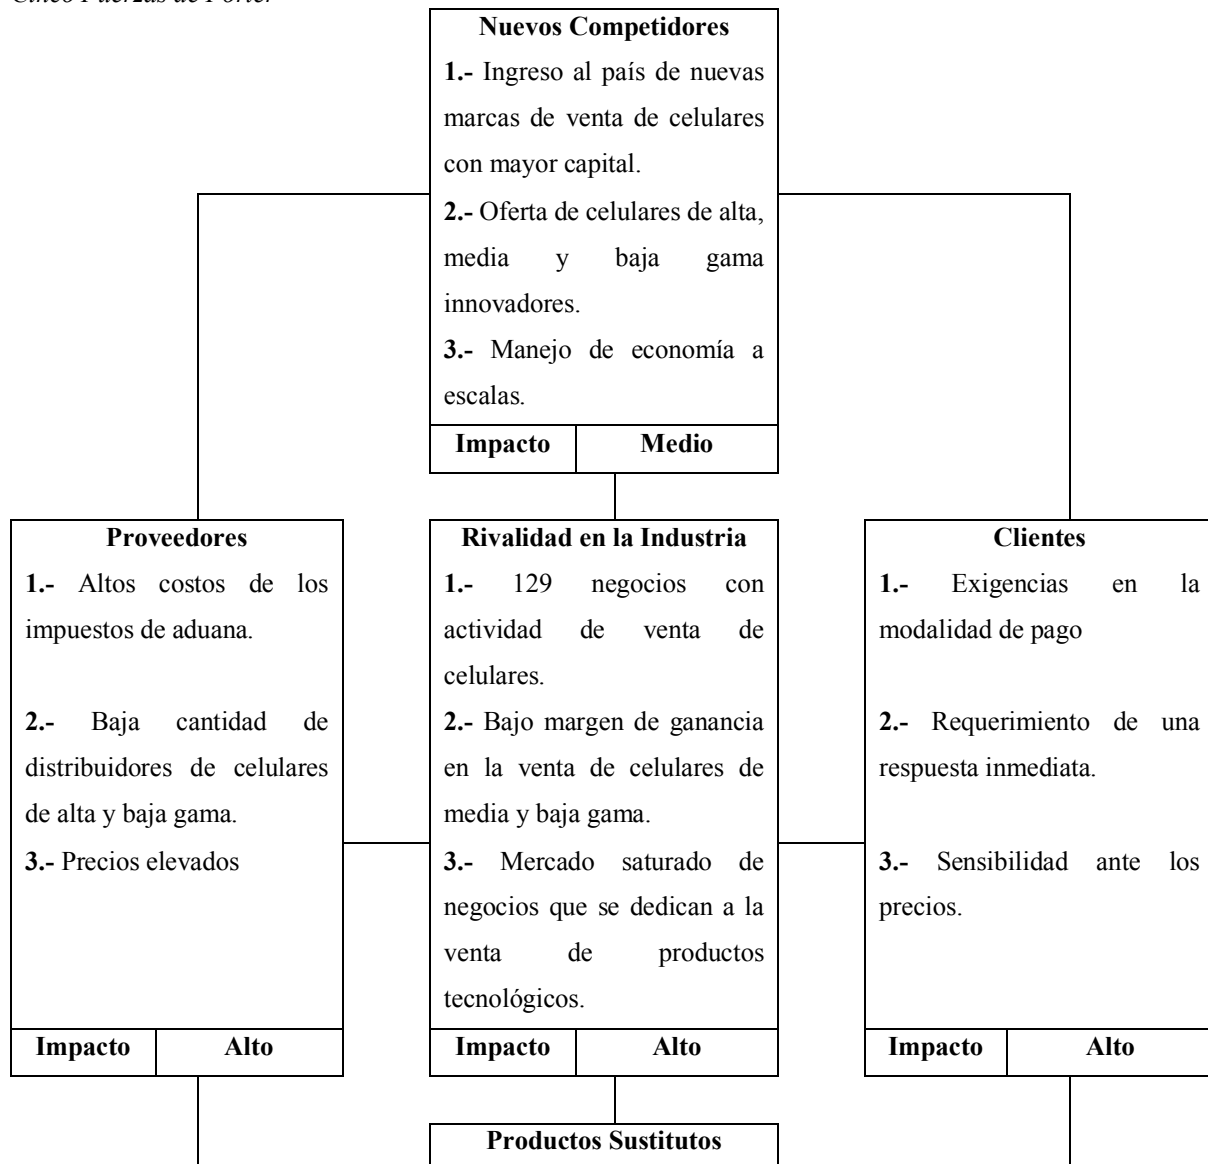 Cinco Fuerzas de Porter
Nuevos Competidores
1.- Ingreso al país de nuevas
marcas de venta de celulares
con mayor capital.
2.- Oferta de celulares de alta,
media y baja gama
innovadores.
3.- Manejo de economía a
escalas.
Impacto Medio
Proveedores
1.- Altos costos de los
impuestos de aduana.
2.- Baja cantidad de
distribuidores de celulares
de alta y baja gama.
3.- Precios elevados
Impacto Alto
Rivalidad en la Industria
1.- 129 negocios con
actividad de venta de
celulares.
2.- Bajo margen de ganancia
en la venta de celulares de
media y baja gama.
3.- Mercado saturado de
negocios que se dedican a la
venta de productos
tecnológicos.
Impacto Alto
Clientes
1.- Exigencias en la
modalidad de pago
2.- Requerimiento de una
respuesta inmediata.
3.- Sensibilidad ante los
precios.
Impacto Alto
Productos Sustitutos